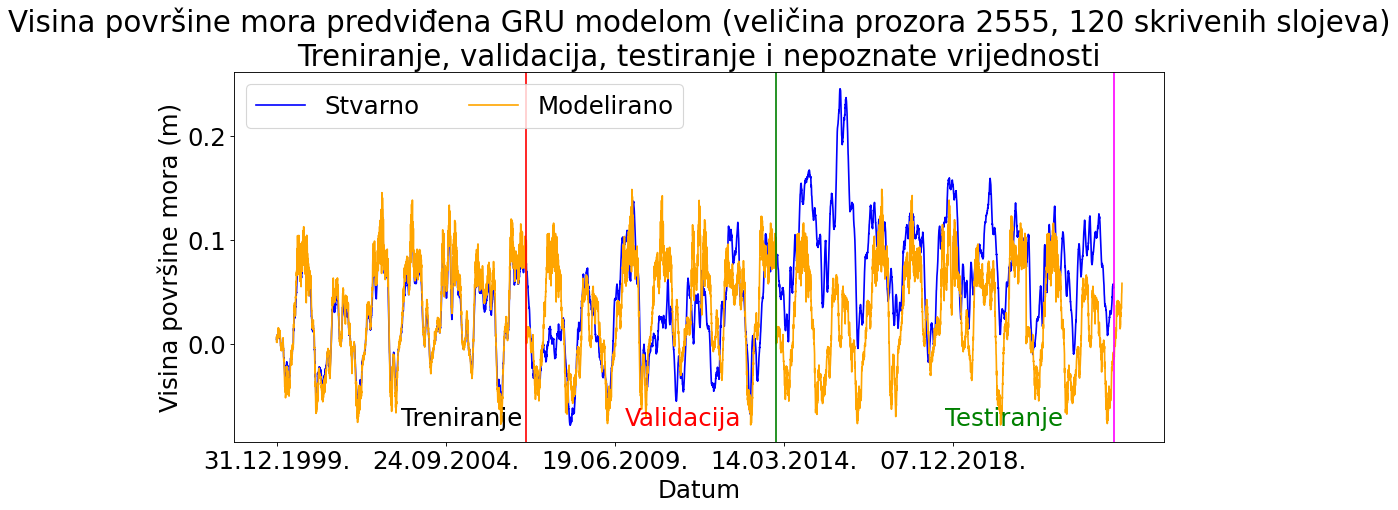 Visina površine mora predviđena GRU modelom (veličina prozora 2555, 120 skrivenih slojeva)
Treniranje, validacija, testiranje i nepoznate vrijednosti
Stvarno Modelirano
Visina površine mora (m)
0.2
0.1
0.0
Treniranje Validacija Testiranje
31.12.1999. 24.09.2004. 19.06.2009. 14.03.2014. 07.12.2018.
Datum